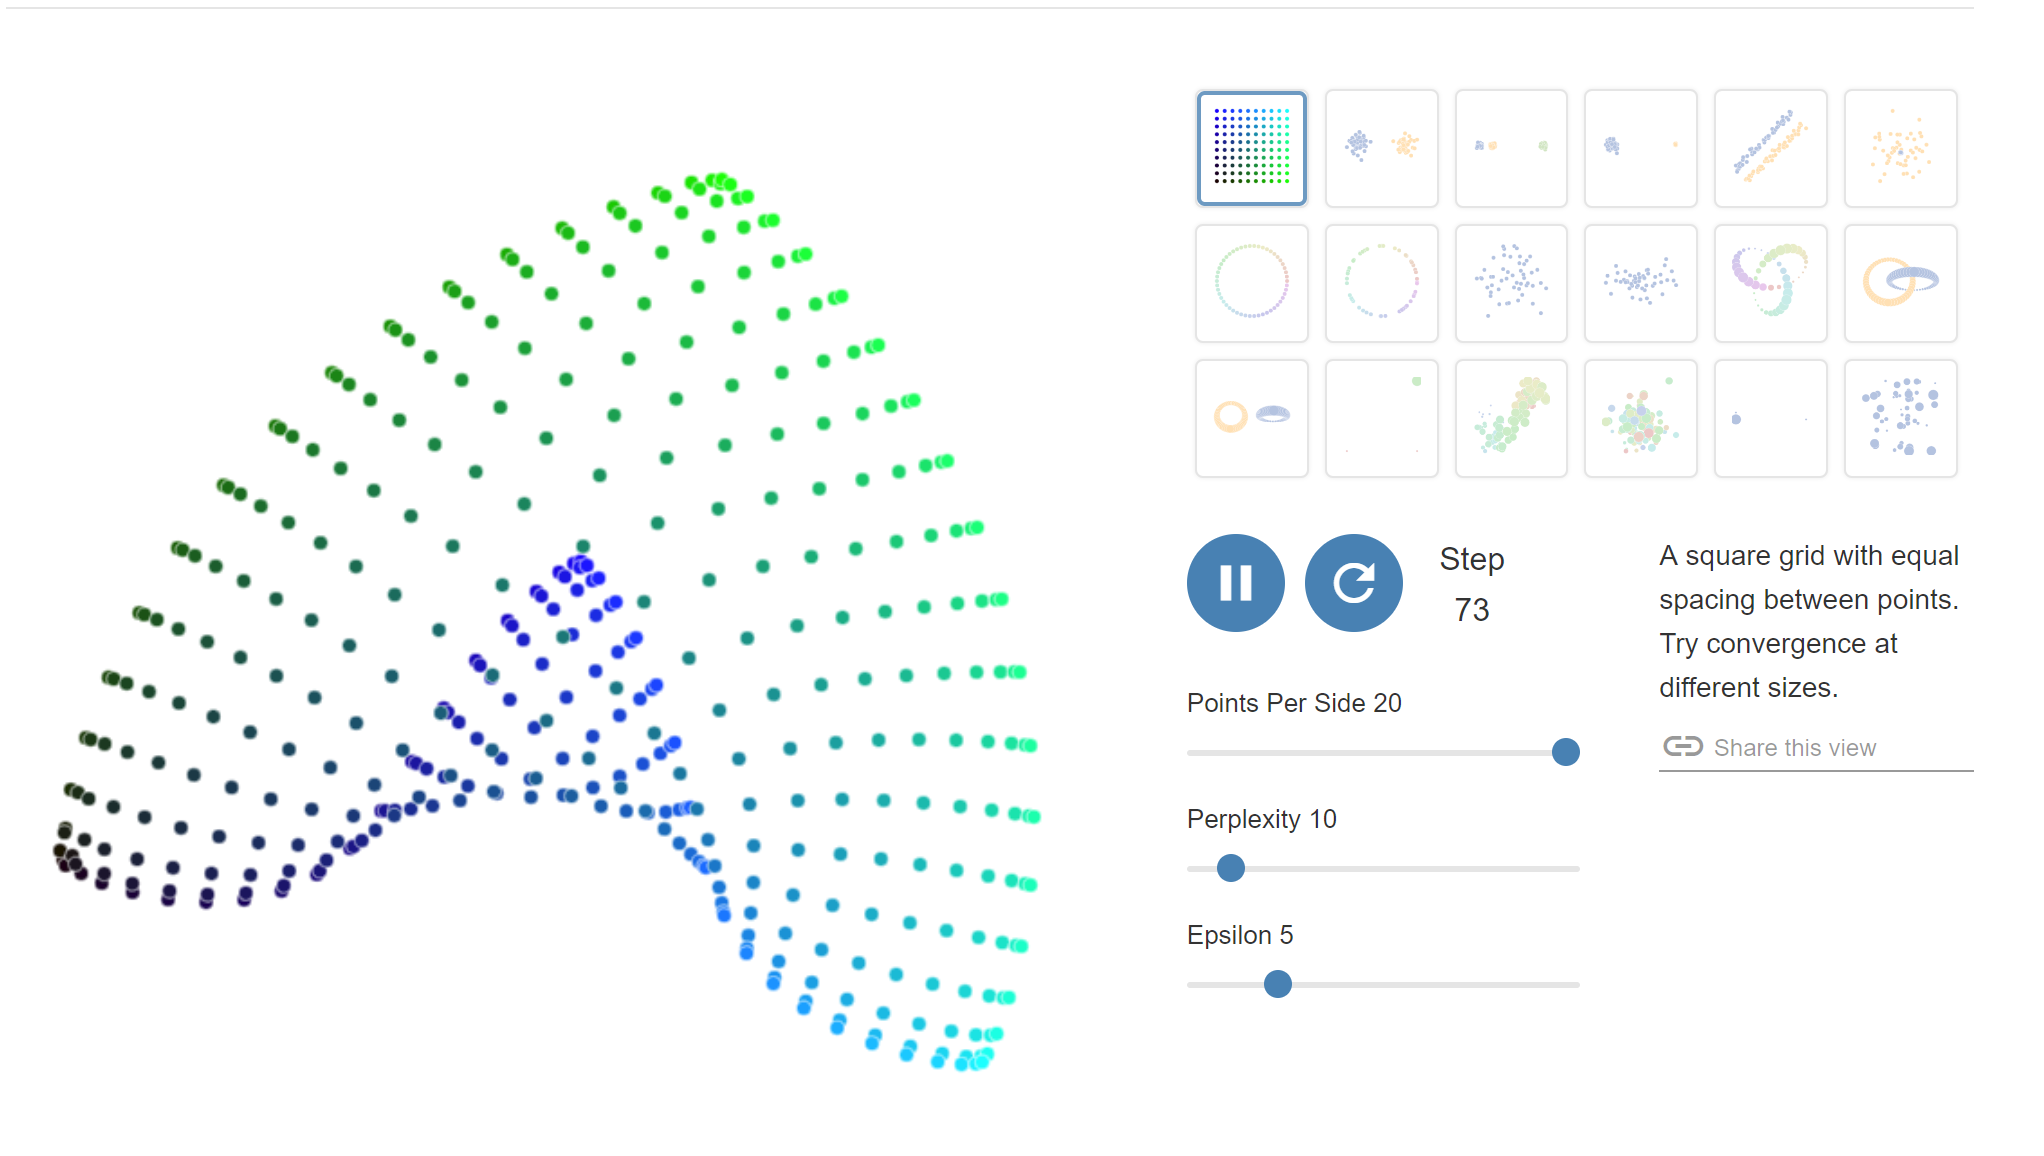 Step
73
A square grid with equal
spacing between points.
Try convergence at
different sizes.
Share this view
Points Per Side 20
Perplexity 10
Epsilon 5